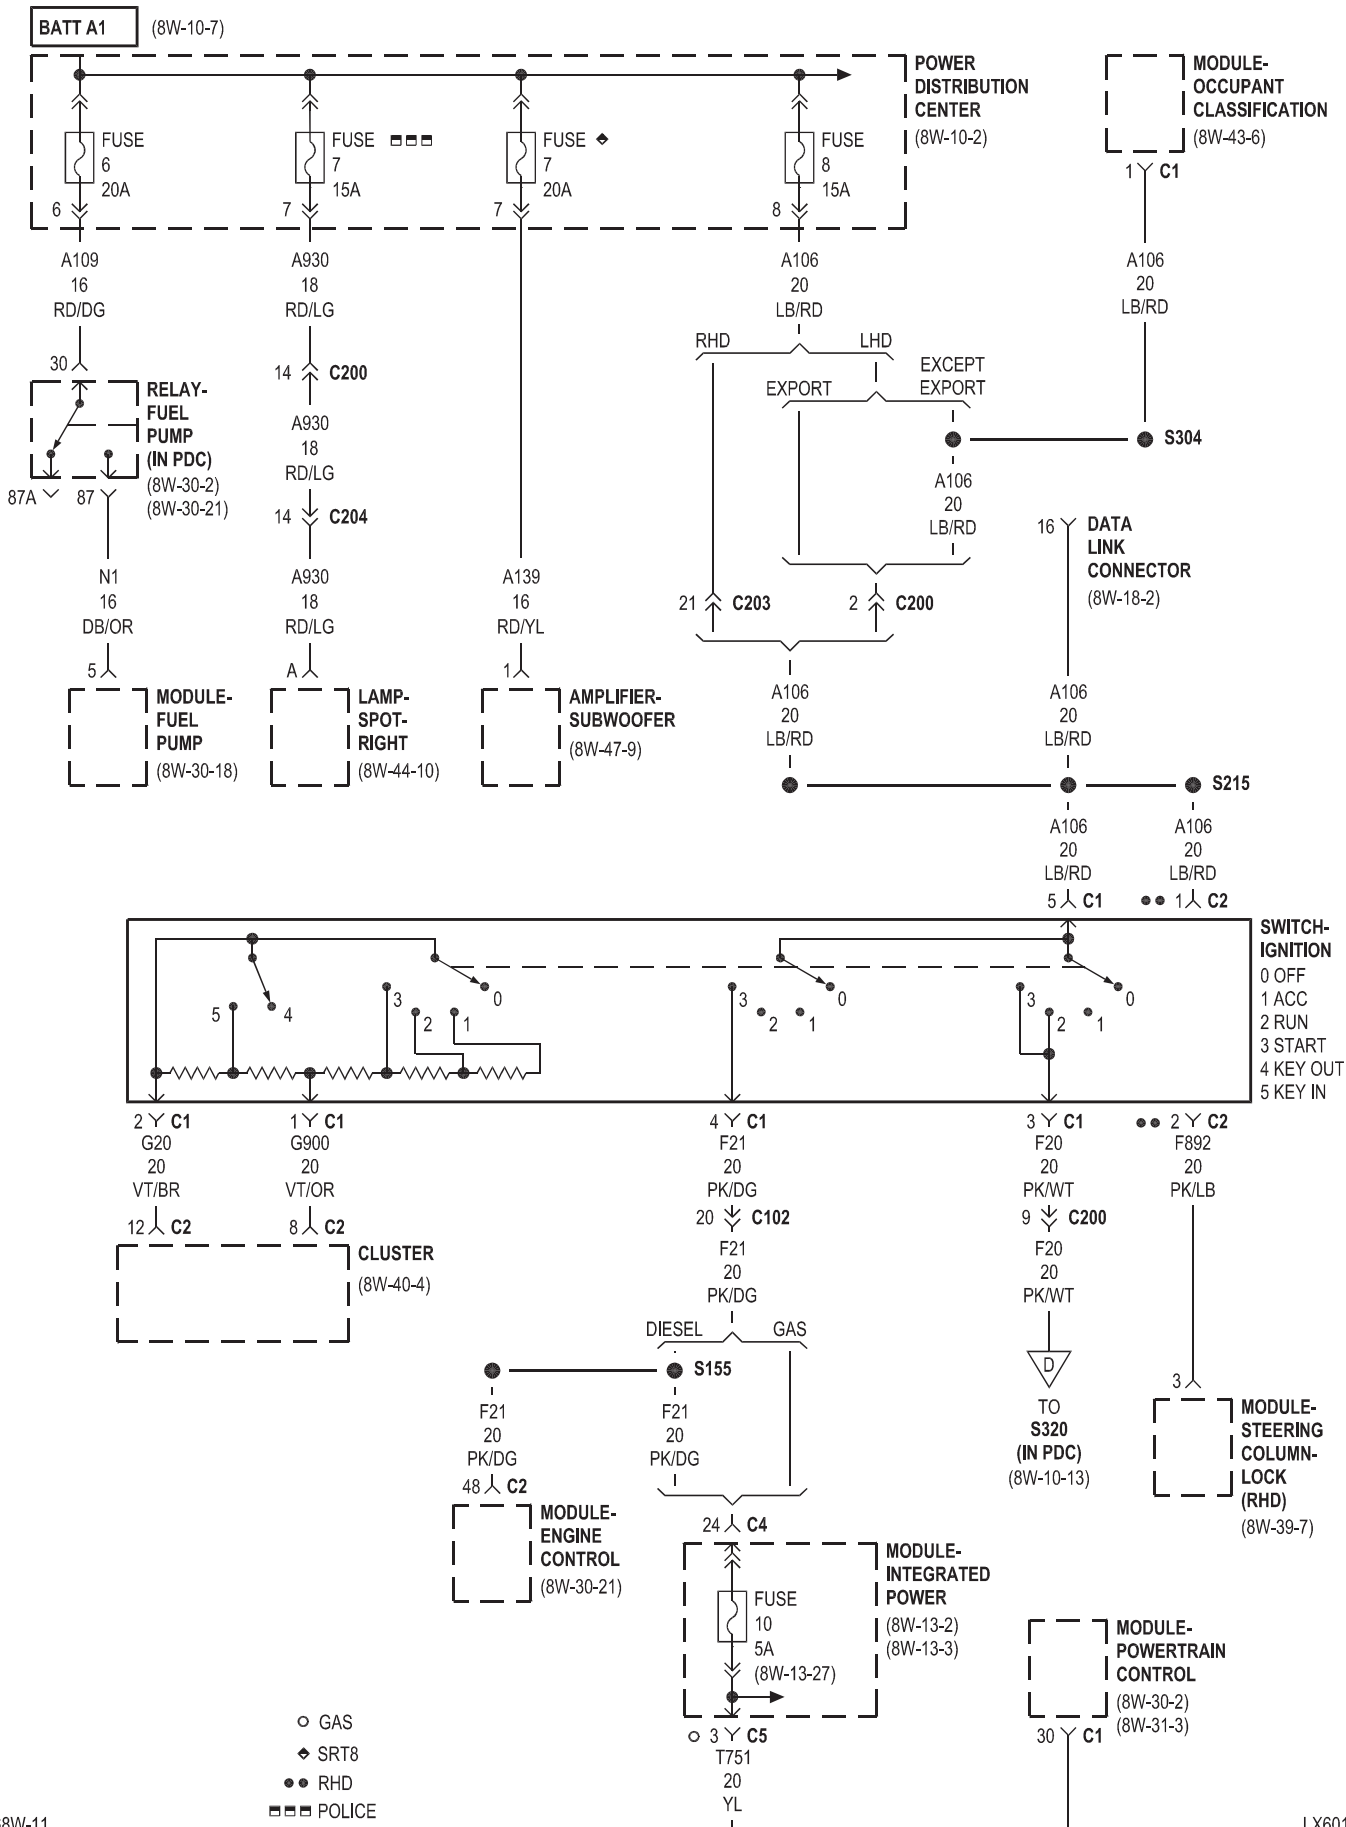 BATT A1 (8W-10-7)
POWER
DISTRIBUTION
CENTER
(8W-10-2)
MODULE-
OCCUPANT
CLASSIFICATION
(8W-43-6)
FUSE
6
20A
FUSE
7
15A
FUSE
7
20A
FUSE
8
15A
6
7
7
8
1 C1
A109
16
RD/DG
A930
18
RD/LG
A106
20
LB/RD
A106
20
LB/RD
RHD
LHD
EXPORT
EXCEPT
EXPORT
30
RELAY-
FUEL
PUMP
(IN PDC)
(8W-30-2)
(8W-30-21)
87A
87
14 C200
A930
18
RD/LG
14 C204
S304
A106
20
LB/RD
16 DATA
LINK
CONNECTOR
(8W-18-2)
N1
16
DB/OR
A930
18
RD/LG
A139
16
RD/YL
21 C203
2 C200
5
A
1
MODULE-
FUEL
PUMP
(8W-30-18)
LAMP-
SPOT-
RIGHT
(8W-44-10)
AMPLIFIER-
SUBWOOFER
(8W-47-9)
A106
20
LB/RD
A106
20
LB/RD
S215
A106
20
LB/RD
A106
20
LB/RD
5 C1
1 C2
SWITCH-
IGNITION
0 OFF
1 ACC
2 RUN
3 START
4 KEY OUT
5 KEY IN
5
4
3
2
1
0
3
2
1
0
3
2
1
0
2 C1
G20
20
VT/BR
12 C2
1 C1
G900
20
VT/OR
8 C2
CLUSTER
(8W-40-4)
4 C1
F21
20
PK/DG
20 C102
F21
20
PK/DG
3 C1
F20
20
PK/WT
9 C200
F20
20
PK/WT
2 C2
F892
20
PK/LB
DIESEL
GAS
S155
D
TO
S320
(IN PDC)
(8W-10-13)
3
MODULE-
STEERING
COLUMN-
LOCK
(RHD)
(8W-39-7)
F21
20
PK/DG
F21
20
PK/DG
48 C2
MODULE-
ENGINE
CONTROL
(8W-30-21)
24 C4
MODULE-
INTEGRATED
POWER
(8W-13-2)
(8W-13-3)
FUSE
10
5A
(8W-13-27)
MODULE-
POWERTRAIN
CONTROL
(8W-30-2)
(8W-31-3)
3 C5
T751
20
YL
30 C1
GAS
SRT8
RHD
POLICE
8W-11
LX601